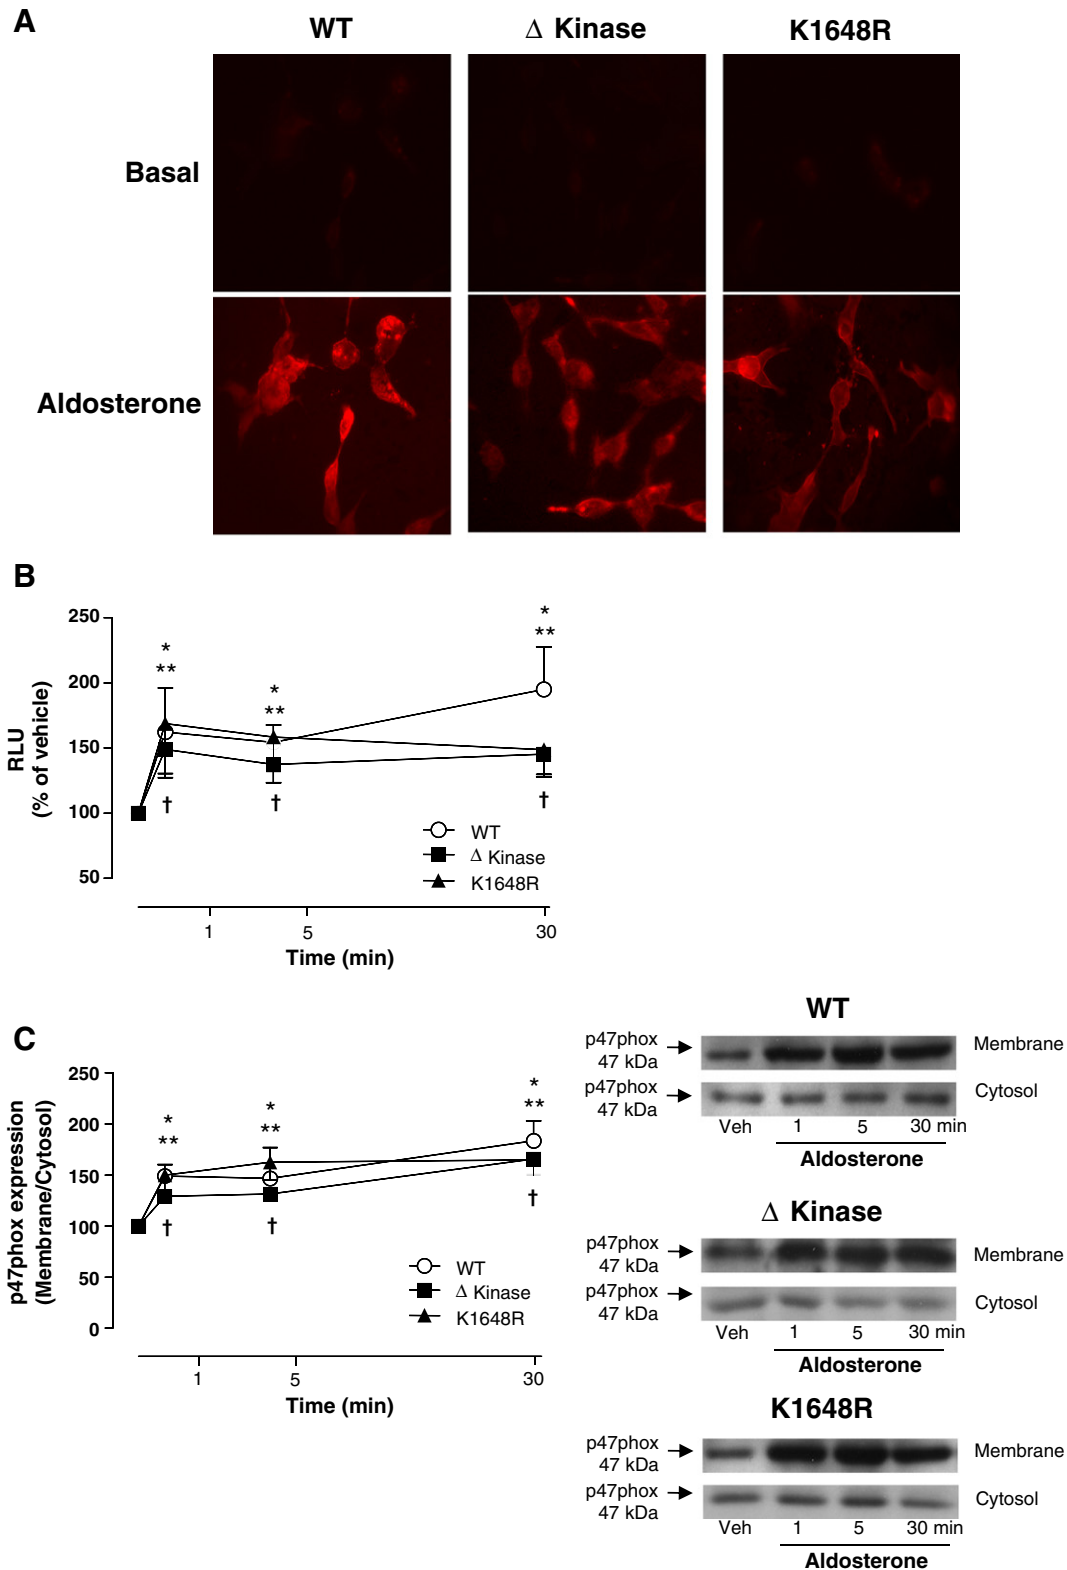 A
WT
Δ Kinase
K1648R
Basal
Aldosterone
B
RLU
(% of vehicle)
250
200
150
100
50
*
**
*
**
*
**
†
†
†
WT
Δ Kinase
K1648R
1
5
30
Time (min)
C
p47phox expression
(Membrane/Cytosol)
250
200
150
100
50
0
*
**
*
**
*
**
†
†
†
WT
Δ Kinase
K1648R
1
5
30
Time (min)
WT
p47phox
47 kDa
Membrane
p47phox
47 kDa
Cytosol
Veh 1 5 30 min
Aldosterone
Δ Kinase
p47phox
47 kDa
Membrane
p47phox
47 kDa
Cytosol
Veh 1 5 30 min
Aldosterone
K1648R
p47phox
47 kDa
Membrane
p47phox
47 kDa
Cytosol
Veh 1 5 30 min
Aldosterone